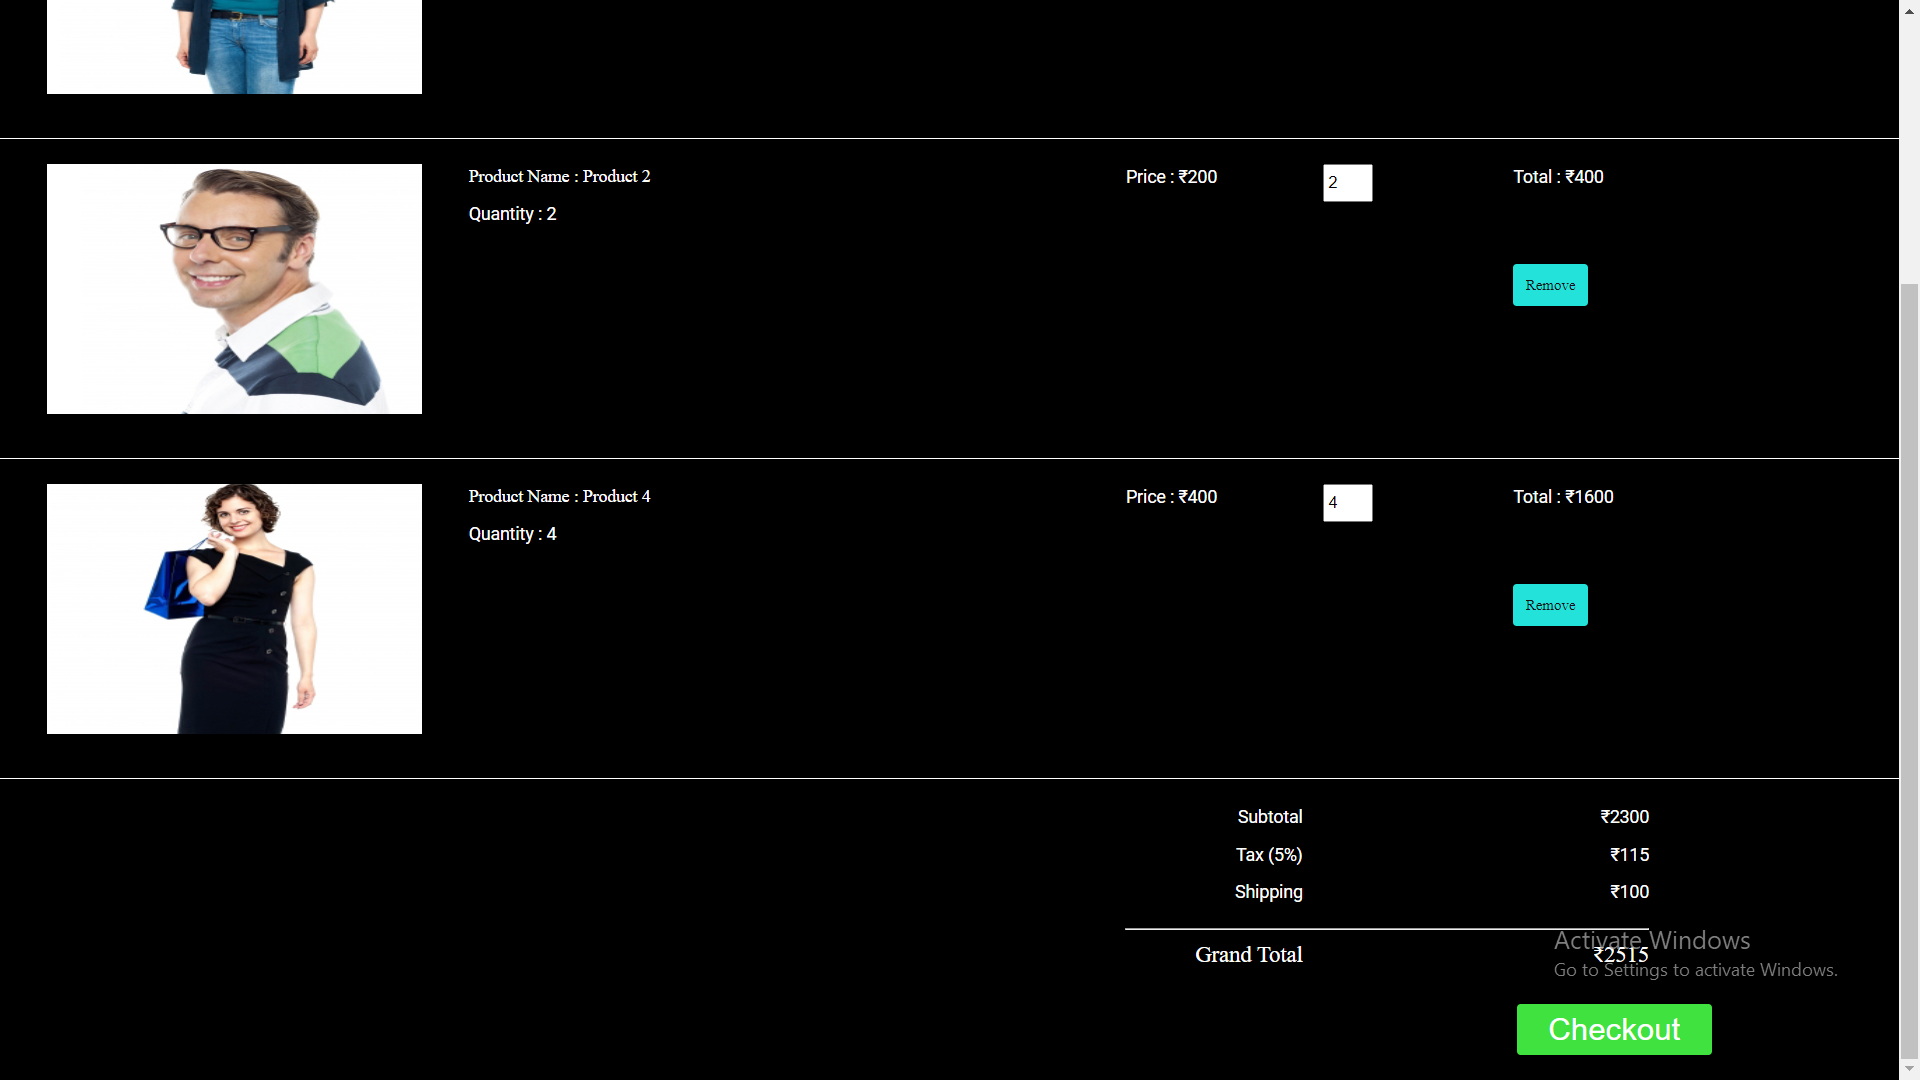 Product Name : Product 2
Quantity : 2
Price : ₹200
2
Total : ₹400
Remove
Product Name : Product 4
Quantity : 4
Price : ₹400
4
Total : ₹1600
Remove
Subtotal ₹2300
Tax (5%) ₹115
Shipping ₹100
Grand Total ₹2515
Activate Windows
Go to Settings to activate Windows.
Checkout